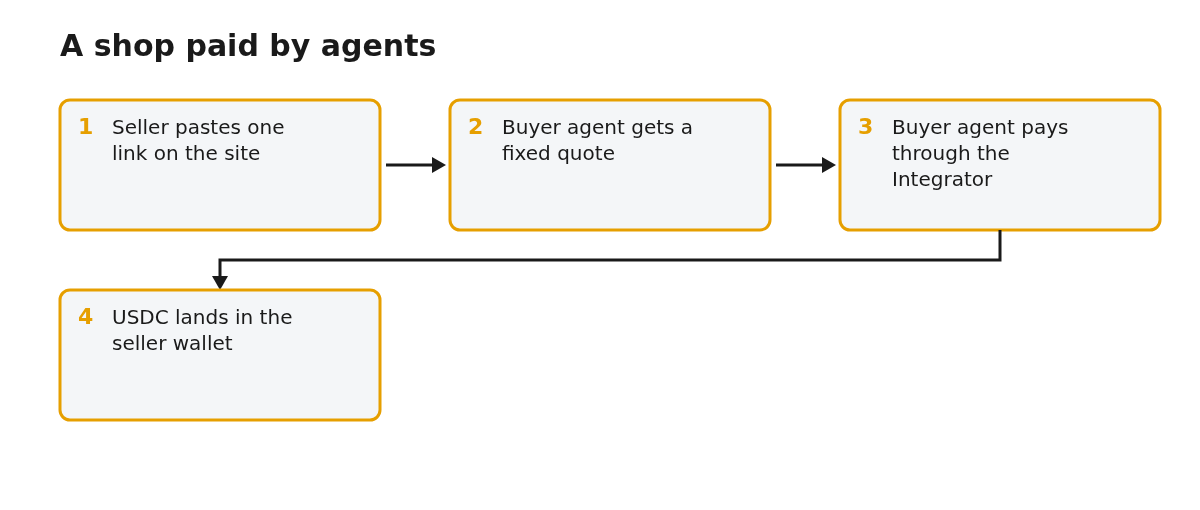 A shop paid by agents
1 Seller pastes one
link on the site
2 Buyer agent gets a
fixed quote
3 Buyer agent pays
through the
Integrator
4 USDC lands in the
seller wallet